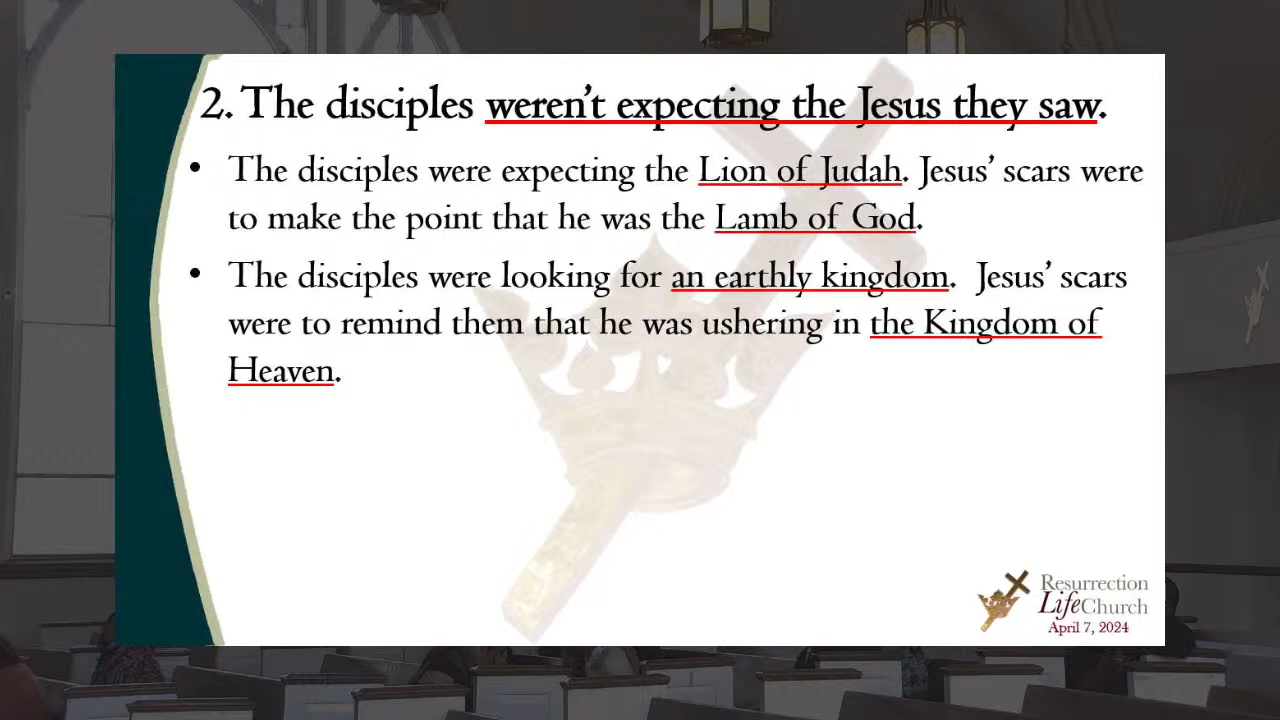 2. The disciples weren't expecting the Jesus they saw.
• The disciples were expecting the Lion of Judah. Jesus' scars were
to make the point that he was the Lamb of God.
• The disciples were looking for an earthly kingdom.  Jesus' scars
were to remind them that he was ushering in the Kingdom of
Heaven.
Resurrection
LifeChurch
April 7, 2024